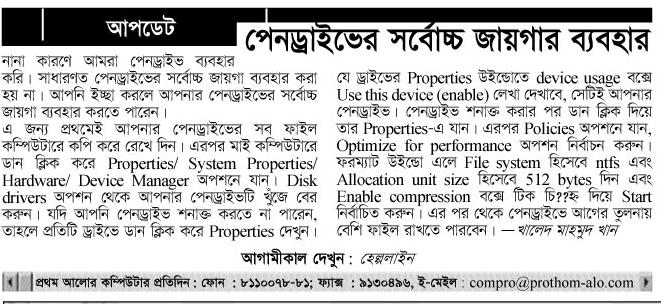 আপডেট
পেনড্রাইভের সর্বোচ্চ জায়গার ব্যবহার
নানা কারণে আমরা পেনড্রাইভ ব্যবহার
করি। সাধারণত পেনড্রাইভের সর্বোচ্চ জায়গা ব্যবহার করা
হয় না। আপনি ইচ্ছা করলে আপনার পেনড্রাইভের সর্বোচ্চ
জায়গা ব্যবহার করতে পারেন।
এ জন্য প্রথমেই আপনার পেনড্রাইভের সব ফাইল
কম্পিউটারে কপি করে রেখে দিন। এরপর মাই কম্পিউটারে
ডান ক্লিক করে Properties/ System Properties/
Hardware/ Device Manager অপশনে যান। Disk
drivers অপশন থেকে আপনার পেনড্রাইভটি খুঁজে বের
করুন। যদি আপনি পেনড্রাইভ শনাক্ত করতে না পারেন,
তাহলে প্রতিটি ড্রাইভে ডান ক্লিক করে Properties দেখুন।
যে ড্রাইভের Properties উইন্ডোতে device usage বক্সে
Use this device (enable) লেখা দেখাবে, সেটিই আপনার
পেনড্রাইভ। পেনড্রাইভ শনাক্ত করার পর ডান ক্লিক দিয়ে
তার Properties-এ যান। এরপর Policies অপশনে যান,
Optimize for performance অপশন নির্বাচন করুন।
ফরম্যাট উইন্ডো এলে File system হিসেবে ntfs এবং
Allocation unit size হিসেবে 512 bytes দিন এবং
Enable compression বক্সে টিক চি??হ্ন দিয়ে Start
নির্বাচিত করুন। এর পর থেকে পেনড্রাইভে আগের তুলনায়
বেশি ফাইল রাখতে পারবেন। — খালেদ মাহমুদ খান
আগামীকাল দেখুন : হেল্পলাইন
প্রথম আলোর কম্পিউটার প্রতিদিন : ফোন : ৮১১০০৭৮-৮১; ফ্যাক্স : ৯১৩০৪৯৬, ই-মেইল : compro@prothom-alo.com